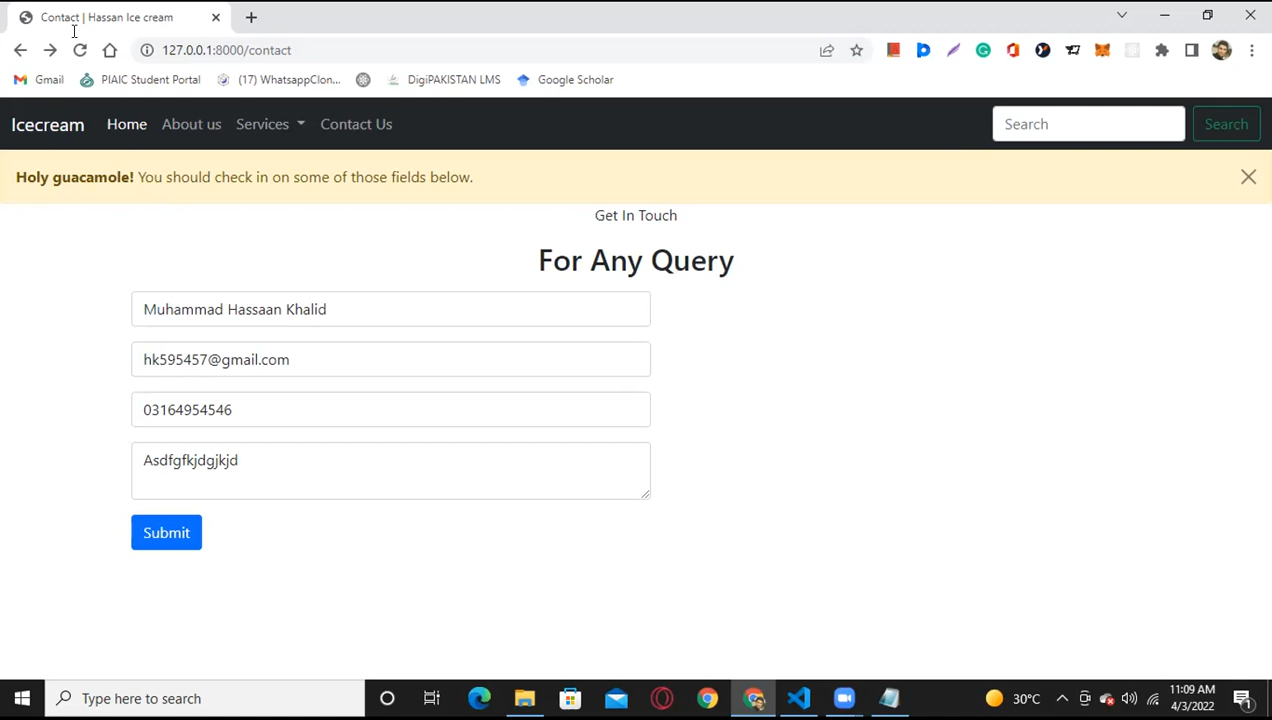 Contact | Hassan Ice cream
127.0.0.1:8000/contact
Gmail PIAIC Student Portal (17) WhatsappClon... DigiPAKISTAN LMS Google Scholar
Icecream Home About us Services Contact Us Search Search
Holy guacamole! You should check in on some of those fields below.
Get In Touch
For Any Query
Muhammad Hassaan Khalid
hk595457@gmail.com
03164954546
Asdfgfkjdgjkjd
Submit
Type here to search
30°C
11:09 AM
4/3/2022
1